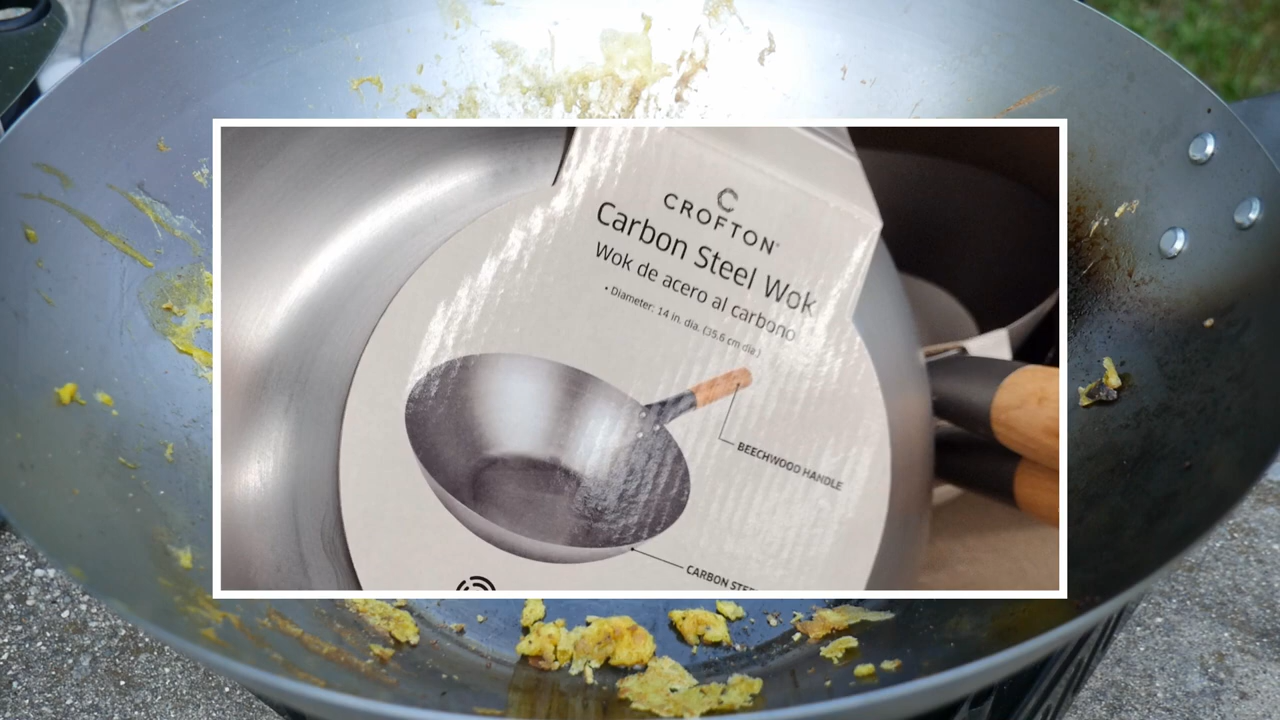 CROFTON®
Carbon Steel Wok
Wok de acero al carbono
• Diameter: 14 in. dia. (35.6 cm dia.)
BEECHWOOD HANDLE
CARBON